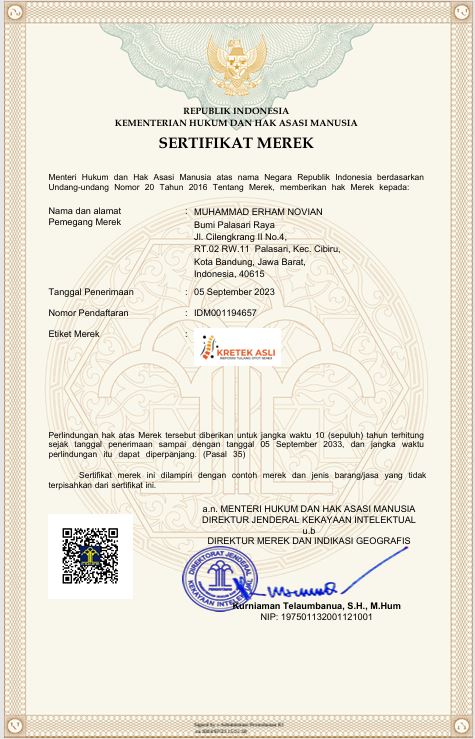 REPUBLIK INDONESIA
KEMENTERIAN HUKUM DAN HAK ASASI MANUSIA
SERTIFIKAT MEREK
Menteri Hukum dan Hak Asasi Manusia atas nama Negara Republik Indonesia berdasarkan
Undang-undang Nomor 20 Tahun 2016 Tentang Merek, memberikan hak Merek kepada:
Nama dan alamat Pemegang Merek : MUHAMMAD ERHAM NOVIAN
Bumi Palasari Raya
Jl. Cilengkrang II No.4,
RT.02 RW.11 Palasari, Kec. Cibiru,
Kota Bandung, Jawa Barat,
Indonesia, 40615
Tanggal Penerimaan : 05 September 2023
Nomor Pendaftaran : IDM001194657
Etiket Merek :
KRETEK ASLI
Perlindungan hak atas Merek tersebut diberikan untuk jangka waktu 10 (sepuluh) tahun terhitung
sejak tanggal penerimaan sampai dengan tanggal 05 September 2033, dan jangka waktu
perlindungan itu dapat diperpanjang. (Pasal 35)
Sertifikat merek ini dilampiri dengan contoh merek dan jenis barang/jasa yang tidak
terpisahkan dari sertifikat ini.
a.n. MENTERI HUKUM DAN HAK ASASI MANUSIA
DIREKTUR JENDERAL KEKAYAAN INTELEKTUAL
u.b
DIREKTUR MEREK DAN INDIKASI GEOGRAFIS
DIREKTORAT JENDERAL
KEKAYAAN INTELEKTUAL
Kurniaman Telaumbanua, S.H., M.Hum
NIP: 197501132001121001